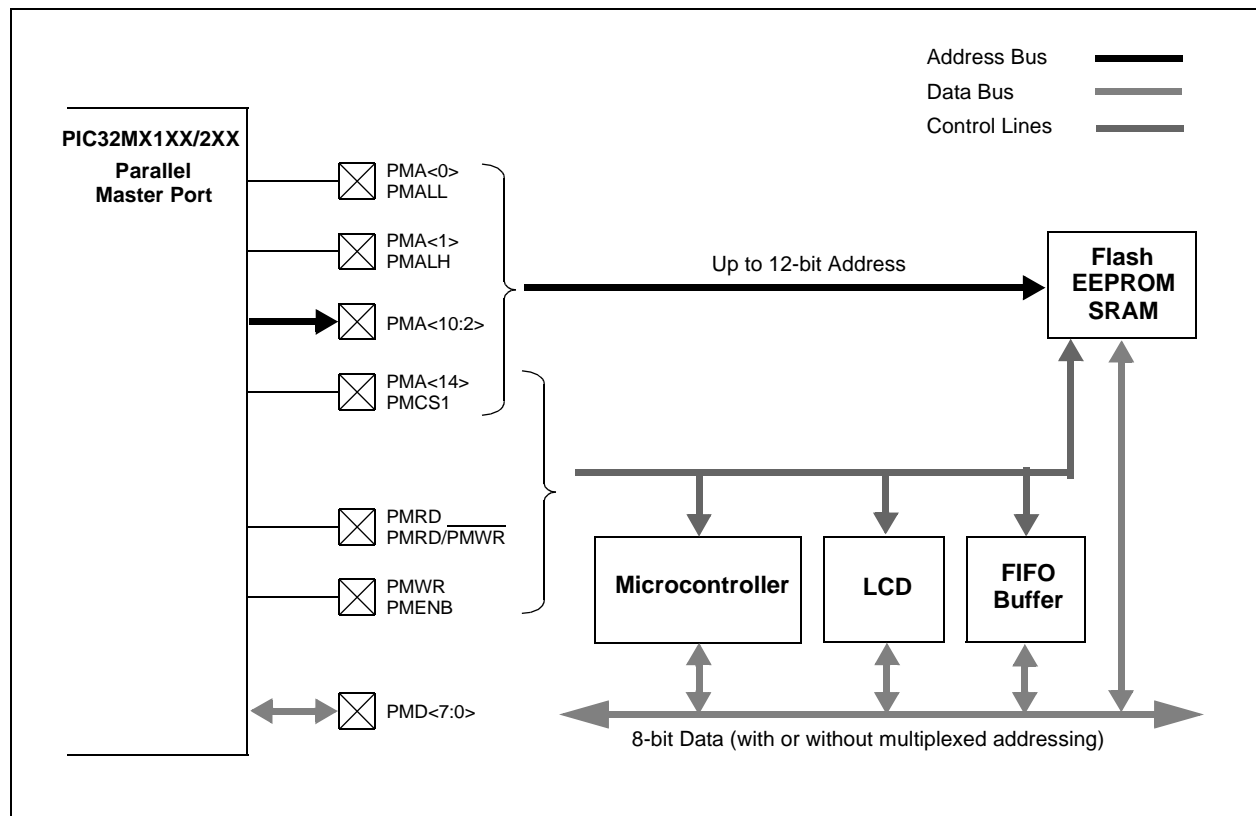 Address Bus
Data Bus
Control Lines
PIC32MX1XX/2XX
Parallel
Master Port
PMA<0>
PMALL
PMA<1>
PMALH
PMA<10:2>
PMA<14>
PMCS1
PMRD
PMRD/PMWR
PMWR
PMENB
PMD<7:0>
Up to 12-bit Address
Flash
EEPROM
SRAM
Microcontroller
LCD
FIFO
Buffer
8-bit Data (with or without multiplexed addressing)